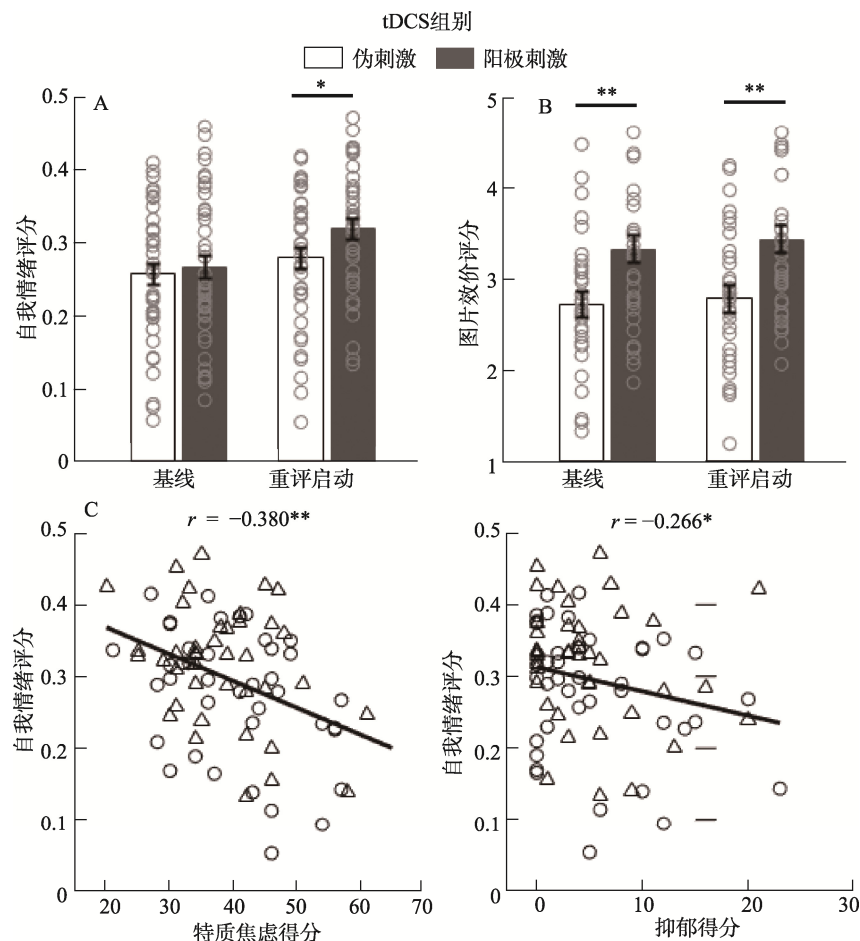 tDCS组别
伪刺激 阳极刺激
A
*
0.5
0.4
0.3
0.2
0.1
0
自我情绪评分
基线 重评启动
B
** **
5
4
3
2
1
图片效价评分
基线 重评启动
C
r = −0.380**
0.5
0.4
0.3
0.2
0.1
0
自我情绪评分
20 30 40 50 60 70
特质焦虑得分
r = −0.266*
0.5
0.4
0.3
0.2
0.1
0
自我情绪评分
0 10 20 30
抑郁得分